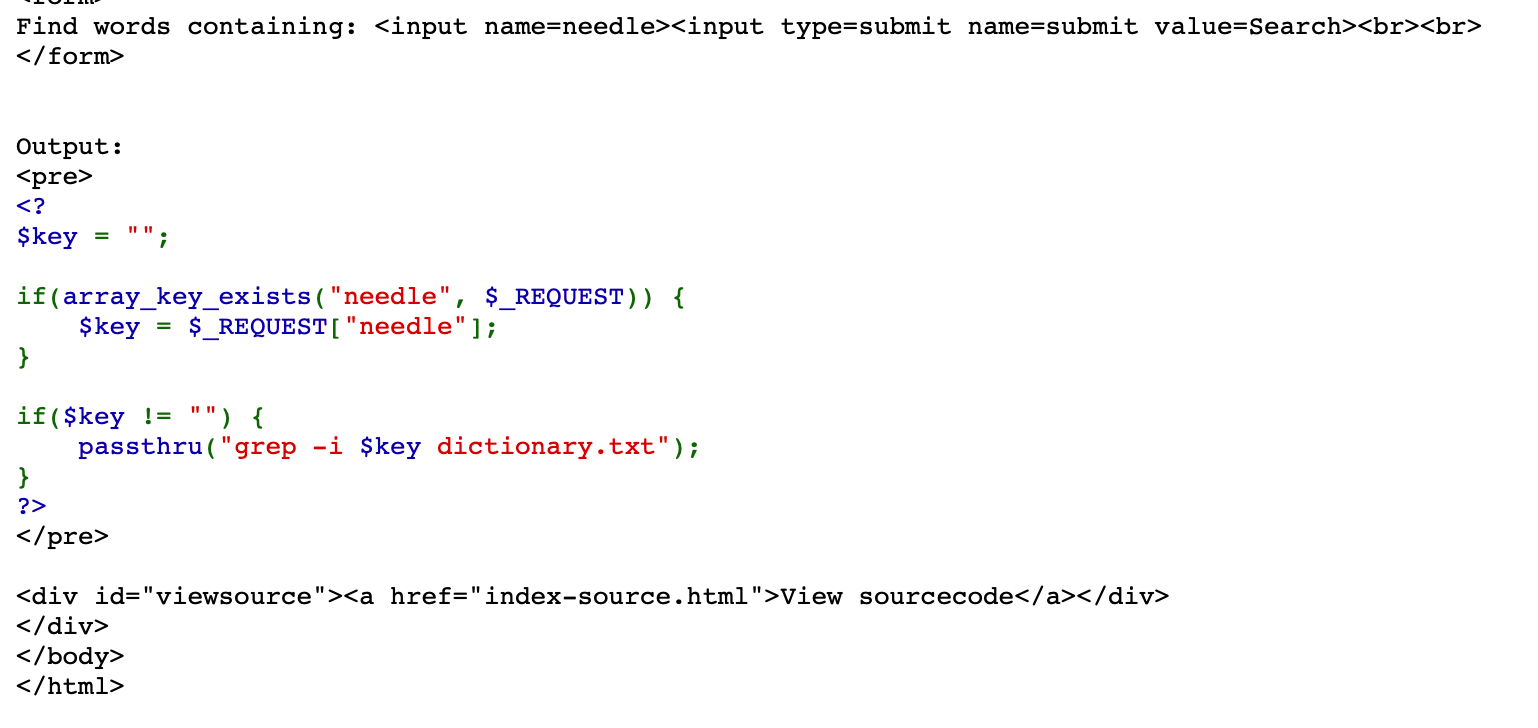 <form>
Find words containing: <input name=needle><input type=submit name=submit value=Search><br><br>
</form>
Output:
<pre>
<?
$key = "";
if(array_key_exists("needle", $_REQUEST)) {
    $key = $_REQUEST["needle"];
}
if($key != "") {
    passthru("grep -i $key dictionary.txt");
}
?>
</pre>
<div id="viewsource"><a href="index-source.html">View sourcecode</a></div>
</div>
</body>
</html>